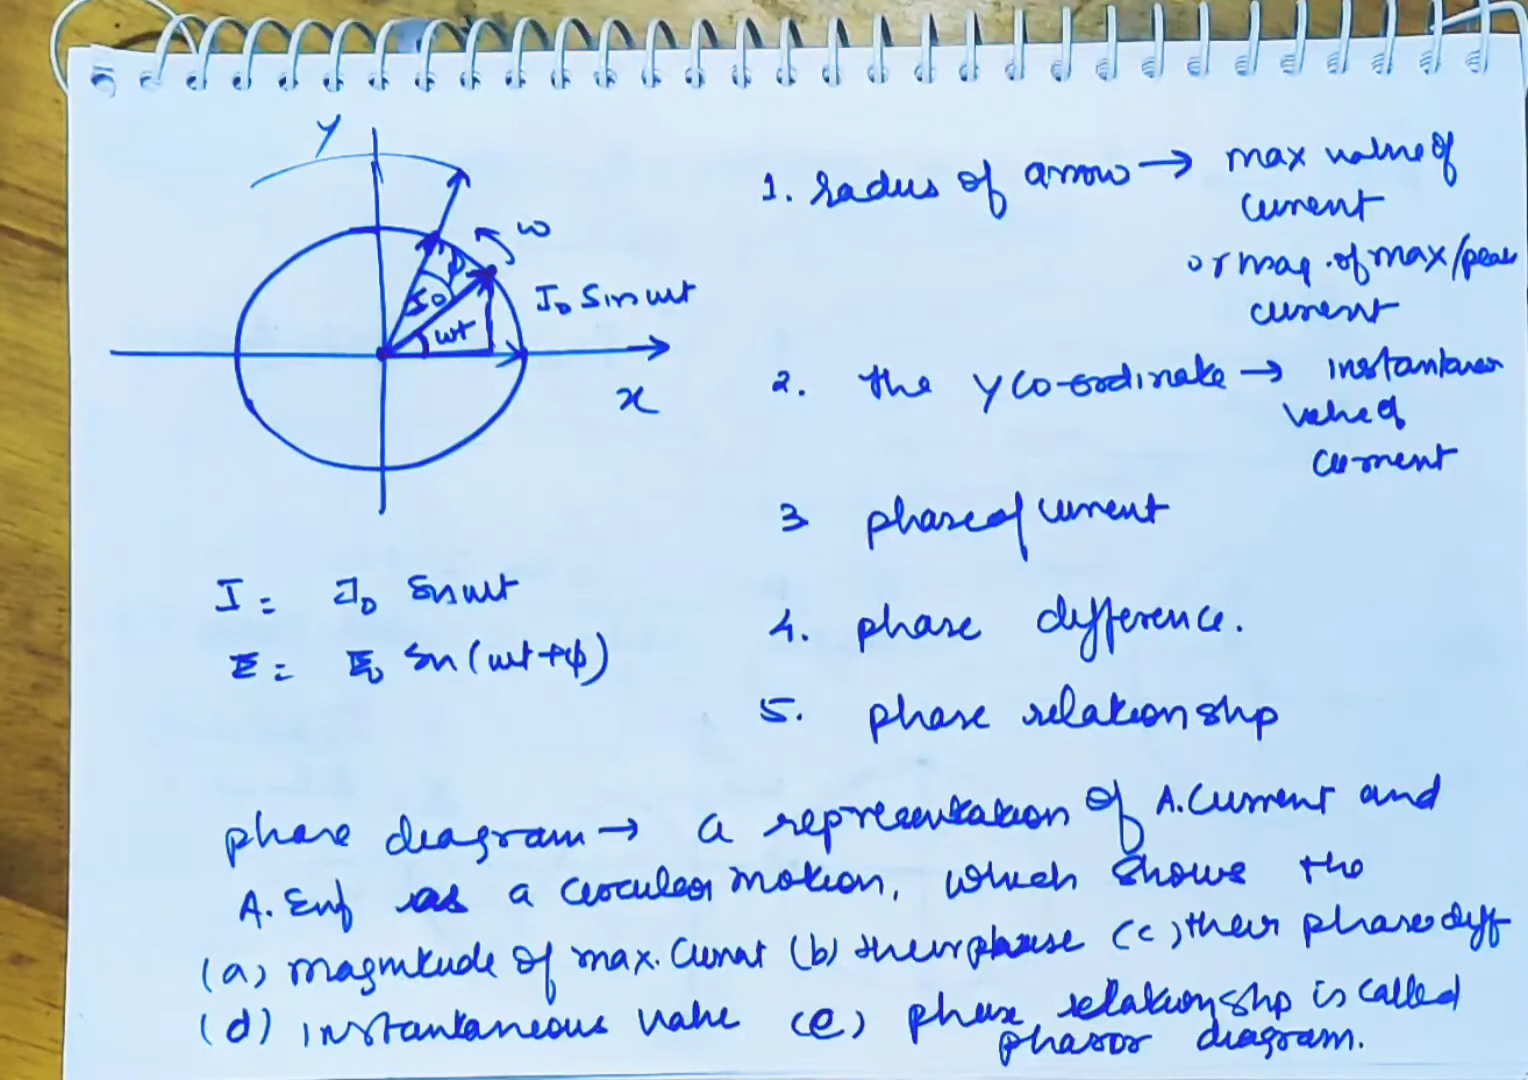 y
ω
ϕ
I₀
I₀ Sin ωt
ωt
x
1. radius of arrow → max value of
current
or mag. of max/peak
current
2. the y co-ordinate → instantaneous
value of
current
3 phase of current
4. phase difference.
5. phase relationship
I = I₀ Sin ωt
E = E₀ Sin (ωt + ϕ)
phase diagram → a representation of A.Current and
A. Emf as a circular motion, which shows the
(a) magnitude of max. Current (b) their phase (c) their phase diff
(d) instantaneous value (e) phase relationship is called
phasor diagram.